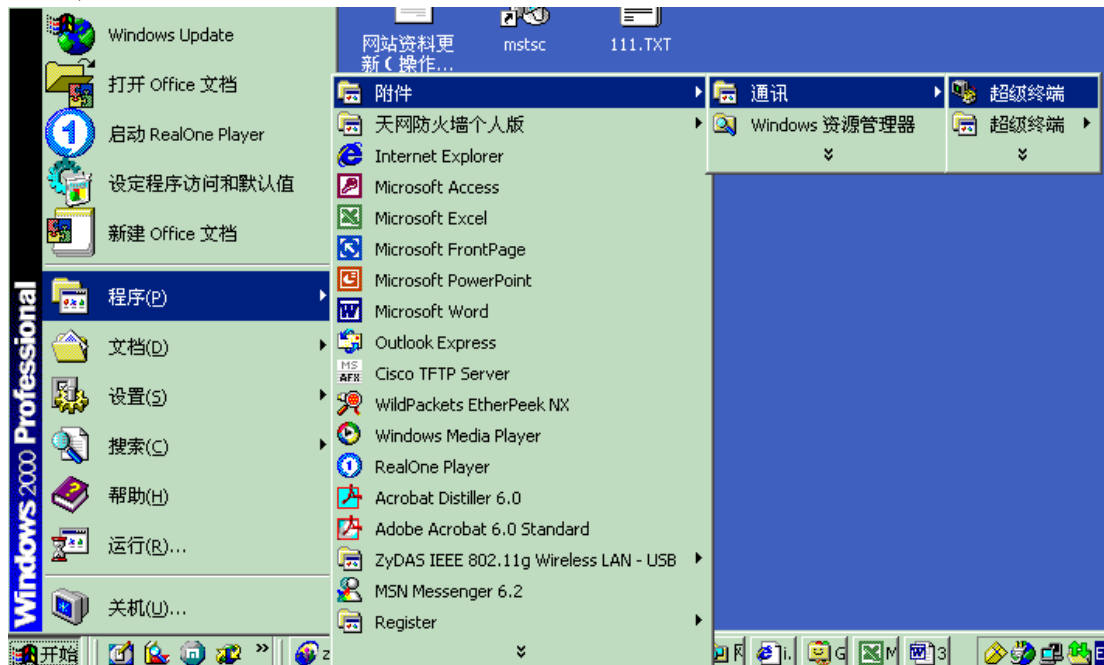 Windows 2000 Professional
Windows Update
打开 Office 文档
启动 RealOne Player
设定程序访问和默认值
新建 Office 文档
程序(P)
文档(D)
设置(S)
搜索(C)
帮助(H)
运行(R)...
关机(U)...
开始
网站资料更
新(操作...
mstsc
111.TXT
附件
天网防火墙个人版
Internet Explorer
Microsoft Access
Microsoft Excel
Microsoft FrontPage
Microsoft PowerPoint
Microsoft Word
Outlook Express
MS
AFX
Cisco TFTP Server
WildPackets EtherPeek NX
Windows Media Player
RealOne Player
Acrobat Distiller 6.0
Adobe Acrobat 6.0 Standard
ZyDAS IEEE 802.11g Wireless LAN - USB
MSN Messenger 6.2
Register
通讯
Windows 资源管理器
超级终端
超级终端
z
i.
G
M
3